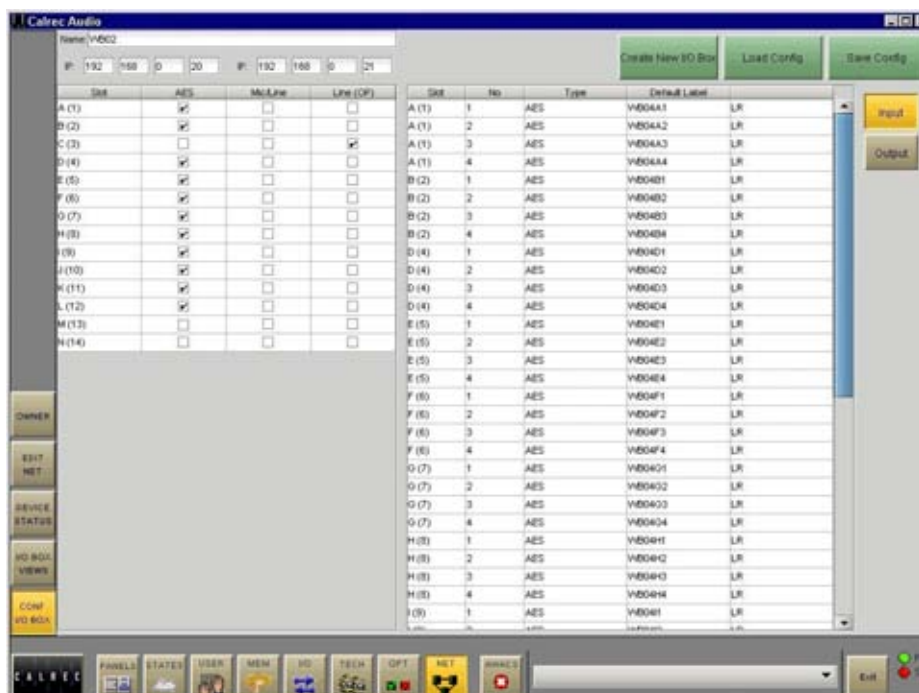 Calrec Audio
Name: WB02
IP: 192 168 0 20 IP: 192 168 0 21
Create New I/O Box Load Config Save Config
Slot AES Mic/Line Line (OP)
A (1)
B (2)
C (3)
D (4)
E (5)
F (6)
G (7)
H (8)
I (9)
J (10)
K (11)
L (12)
M (13)
N (14)
Slot No Type Default Label
A (1) 1 AES WB04A1 LR
A (1) 2 AES WB04A2 LR
A (1) 3 AES WB04A3 LR
A (1) 4 AES WB04A4 LR
B (2) 1 AES WB04B1 LR
B (2) 2 AES WB04B2 LR
B (2) 3 AES WB04B3 LR
B (2) 4 AES WB04B4 LR
D (4) 1 AES WB04D1 LR
D (4) 2 AES WB04D2 LR
D (4) 3 AES WB04D3 LR
D (4) 4 AES WB04D4 LR
E (5) 1 AES WB04E1 LR
E (5) 2 AES WB04E2 LR
E (5) 3 AES WB04E3 LR
E (5) 4 AES WB04E4 LR
F (6) 1 AES WB04F1 LR
F (6) 2 AES WB04F2 LR
F (6) 3 AES WB04F3 LR
F (6) 4 AES WB04F4 LR
G (7) 1 AES WB04G1 LR
G (7) 2 AES WB04G2 LR
G (7) 3 AES WB04G3 LR
G (7) 4 AES WB04G4 LR
H (8) 1 AES WB04H1 LR
H (8) 2 AES WB04H2 LR
H (8) 3 AES WB04H3 LR
H (8) 4 AES WB04H4 LR
I (9) 1 AES WB04I1 LR
Input
Output
OWNER
EDIT NET
DEVICE STATUS
I/O BOX VIEWS
CONF I/O BOX
CALREC PANELS STATES USER MEM I/O TECH OPT NET WHACS Exit